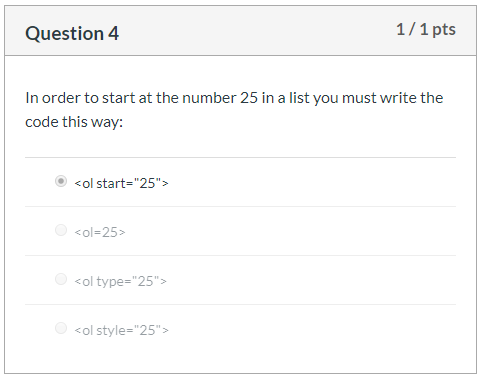 Question 4
1 / 1 pts
In order to start at the number 25 in a list you must write the
code this way:
<ol start="25">
<ol=25>
<ol type="25">
<ol style="25">